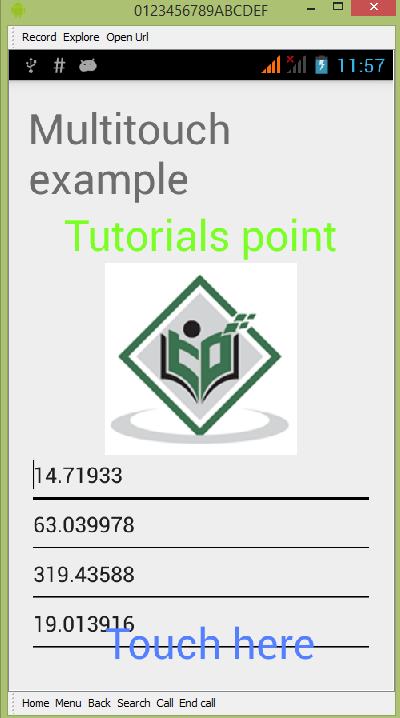 0123456789ABCDEF
Record Explore Open Url
# 11:57
Multitouch
example
Tutorials point
14.71933
63.039978
319.43588
19.013916
Touch here
Home Menu Back Search Call End call